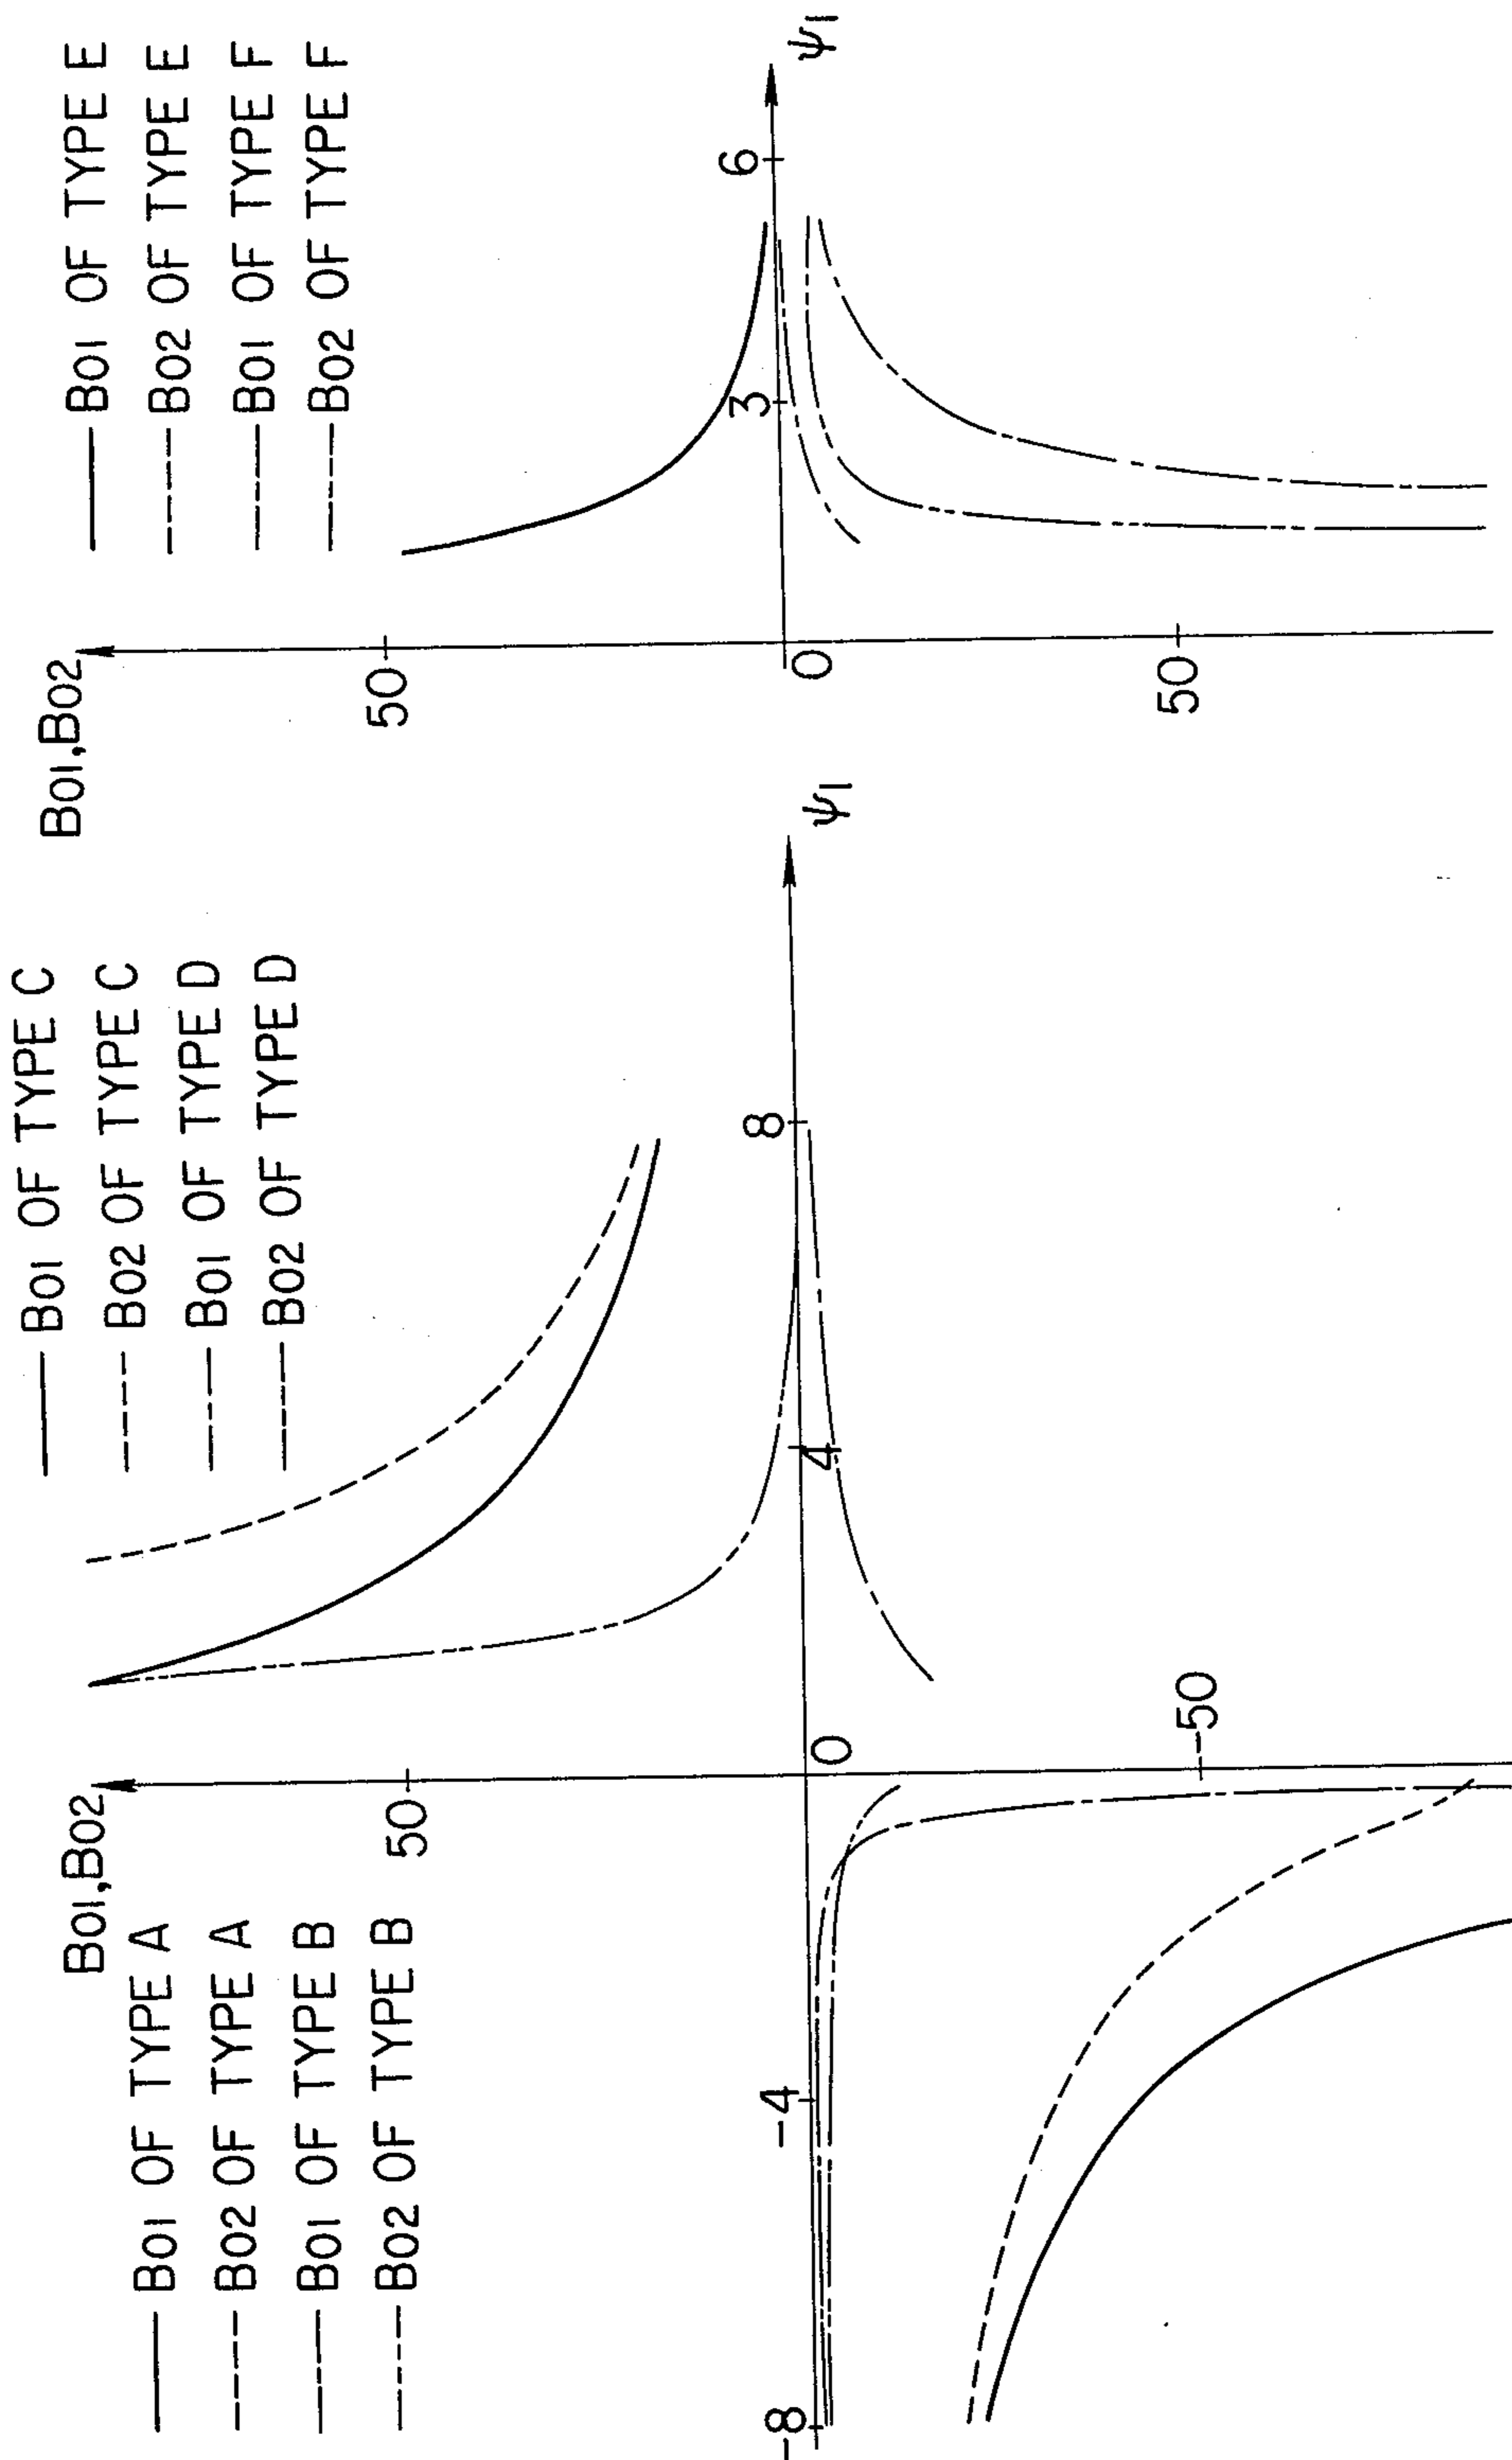 B01, B02
B01 OF TYPE A
B02 OF TYPE A
B01 OF TYPE B
B02 OF TYPE B
50
-8
-4
0
-50
B01 OF TYPE C
B02 OF TYPE C
B01 OF TYPE D
B02 OF TYPE D
4
8
ψ1
B01, B02
B01 OF TYPE E
B02 OF TYPE E
B01 OF TYPE F
B02 OF TYPE F
50
0
3
6
ψ1
50